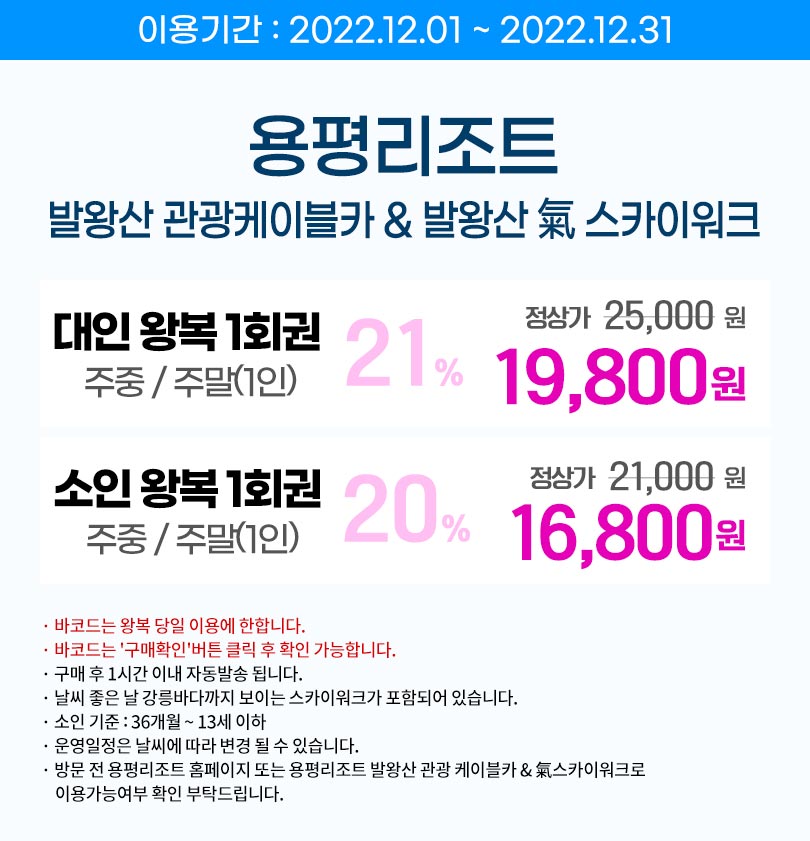 이용기간 : 2022.12.01 ~ 2022.12.31
용평리조트
발왕산 관광케이블카 & 발왕산 氣 스카이워크
대인 왕복 1회권
주중 / 주말(1인)
21%
정상가 25,000 원
19,800원
소인 왕복 1회권
주중 / 주말(1인)
20%
정상가 21,000 원
16,800원
· 바코드는 왕복 당일 이용에 한합니다.
· 바코드는 '구매확인'버튼 클릭 후 확인 가능합니다.
· 구매 후 1시간 이내 자동발송 됩니다.
· 날씨 좋은 날 강릉바다까지 보이는 스카이워크가 포함되어 있습니다.
· 소인 기준 : 36개월 ~ 13세 이하
· 운영일정은 날씨에 따라 변경 될 수 있습니다.
· 방문 전 용평리조트 홈페이지 또는 용평리조트 발왕산 관광 케이블카 & 氣스카이워크로
이용가능여부 확인 부탁드립니다.